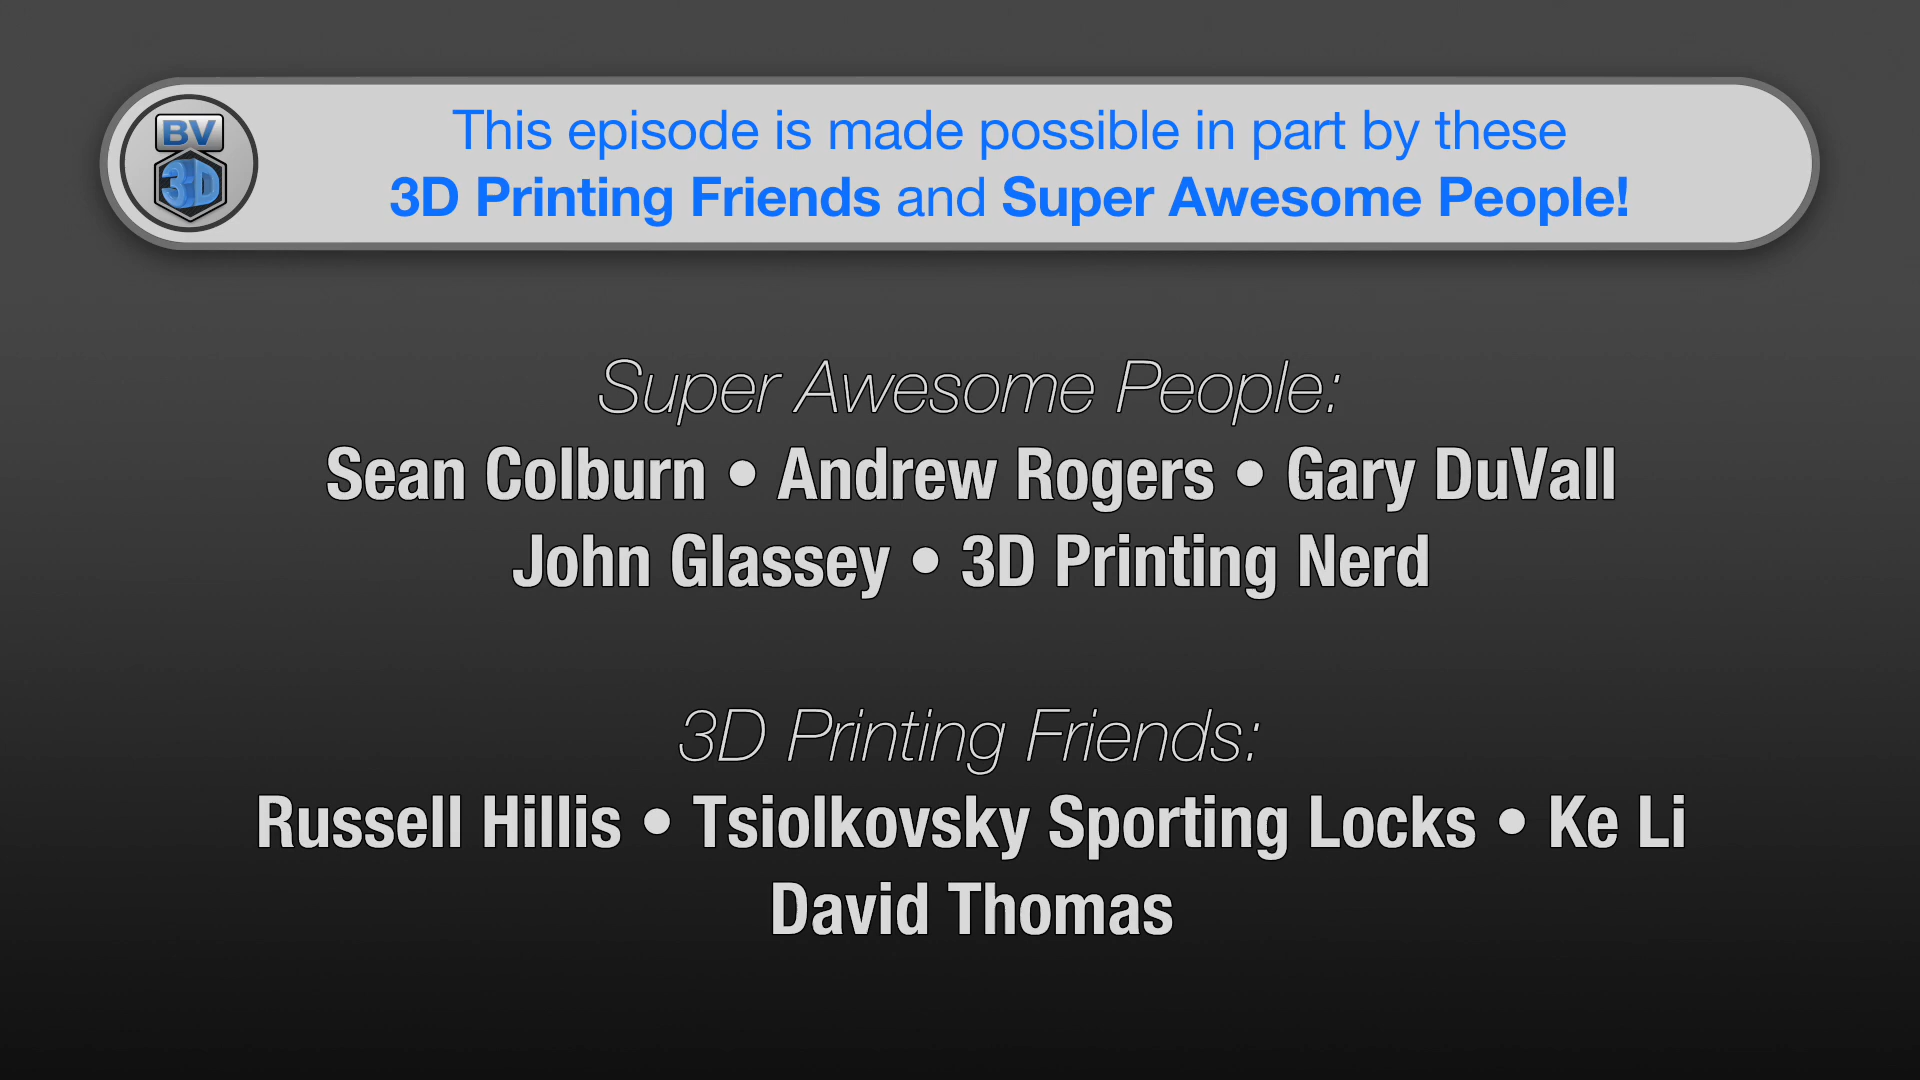 BV
3D
This episode is made possible in part by these
3D Printing Friends and Super Awesome People!
Super Awesome People:
Sean Colburn • Andrew Rogers • Gary DuVall
John Glassey • 3D Printing Nerd
3D Printing Friends:
Russell Hillis • Tsiolkovsky Sporting Locks • Ke Li
David Thomas